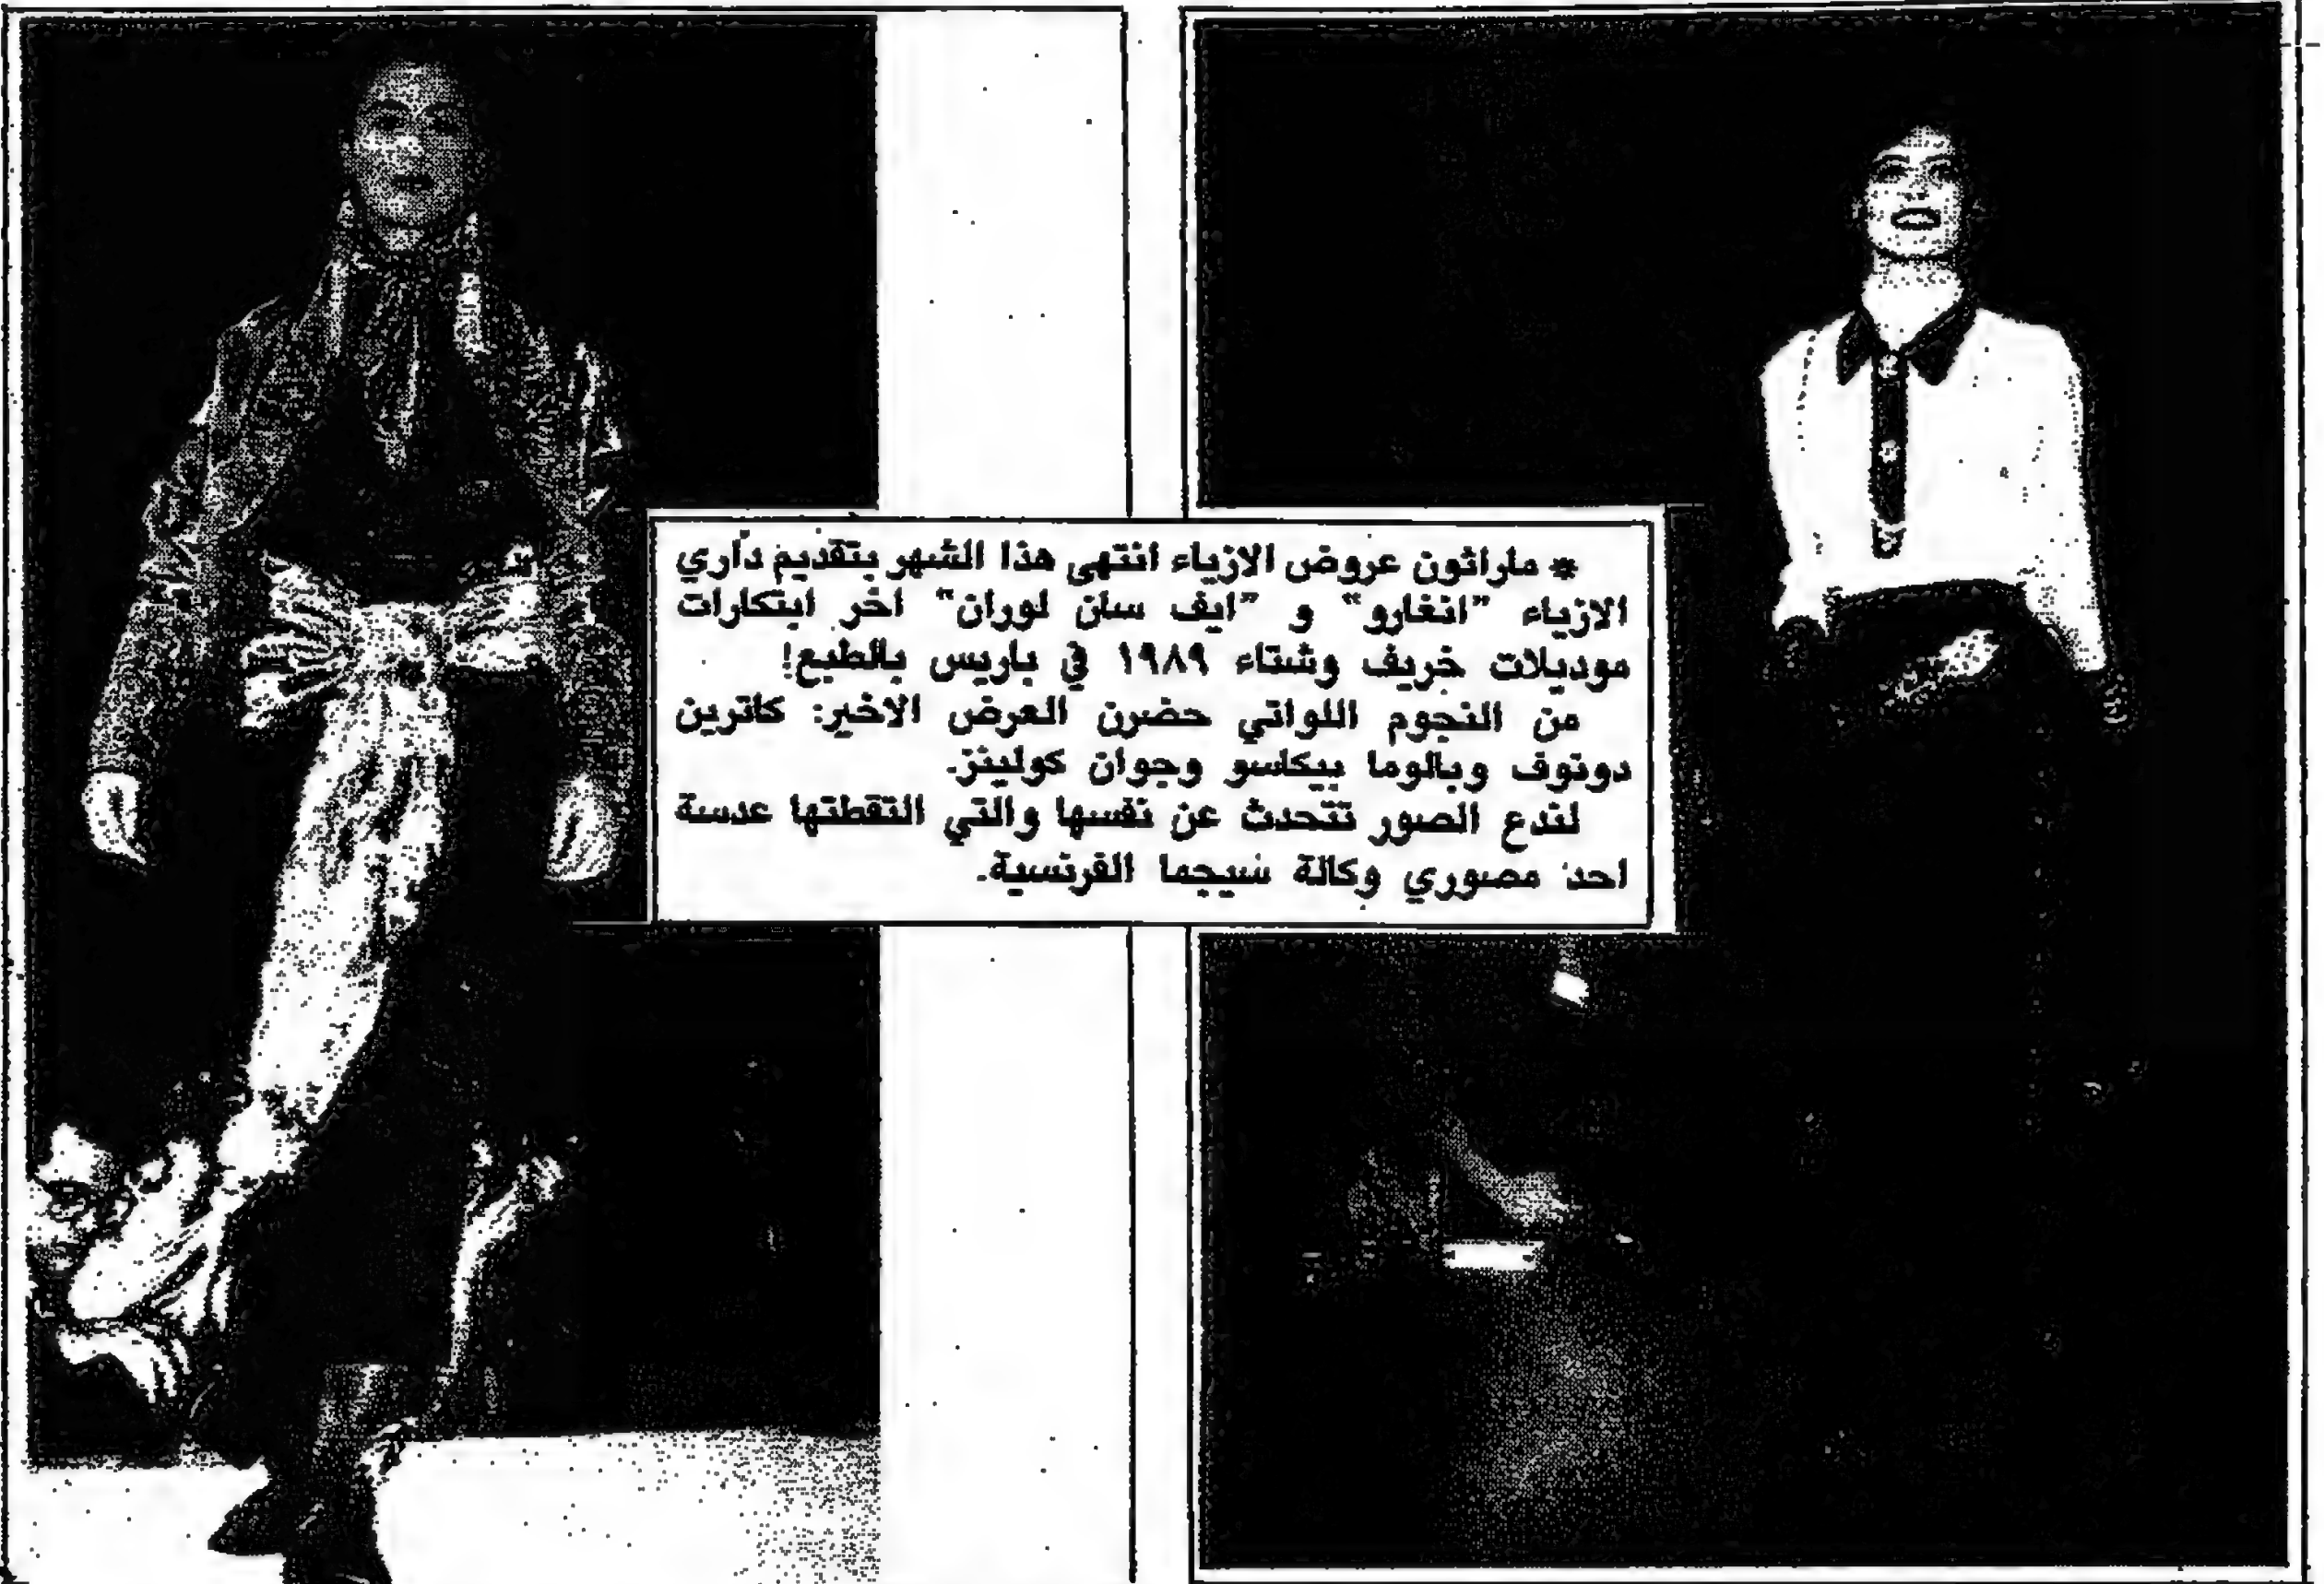 * ماراثون عروض الازياء انتهى هذا الشهر بتقديم داري
الازياء "انغارو" و "ايف سان لوران" اخر ابتكارات
موديلات خريف وشتاء ١٩٨٩ في باريس بالطبع!
من النجوم اللواتي حضرن العرض الاخير: كاترين
دونوف وبالوما بيكاسو وجوان كولينز.
لندع الصور تتحدث عن نفسها والتي التقطتها عدسة
احد مصوري وكالة سيجما الفرنسية.